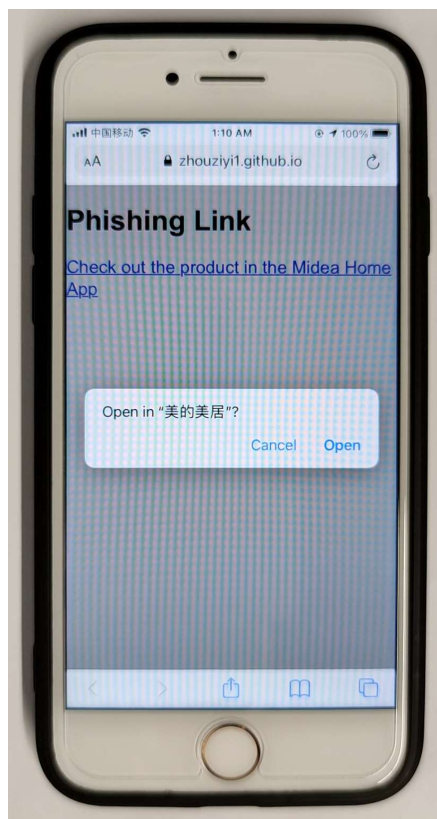 中国移动 1:10 AM 100%
AA zhouziyi1.github.io
Phishing Link
Check out the product in the Midea Home
App
Open in “美的美居”?
Cancel Open